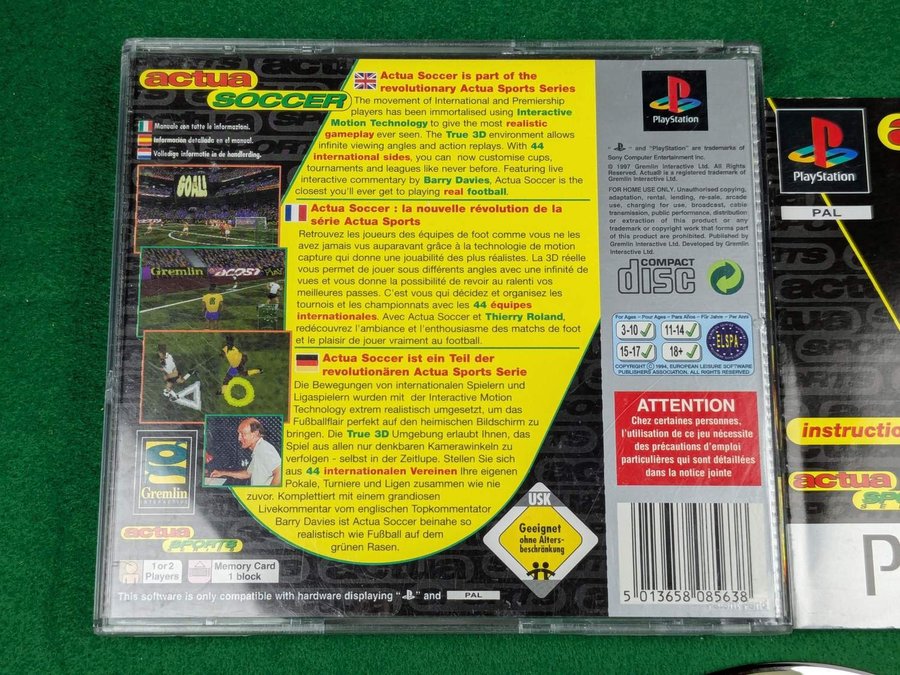 actua
SOCCER
Manuale con tutte le informazioni.
Información detallada en el manual.
Volledige informatie in de handleiding.
GOAL!
Gremlin
Gremlin
INTERACTIVE
actua
SPORTS
1 or 2
Players
Memory Card
1 block
This software is only compatible with hardware displaying " " and PAL
Actua Soccer is part of the
revolutionary Actua Sports Series
The movement of International and Premiership
players has been immortalised using Interactive
Motion Technology to give the most realistic
gameplay ever seen. The True 3D environment allows
infinite viewing angles and action replays. With 44
international sides, you can now customise cups,
tournaments and leagues like never before. Featuring live
interactive commentary by Barry Davies, Actua Soccer is the
closest you'll ever get to playing real football.
Actua Soccer : la nouvelle révolution de la
série Actua Sports
Retrouvez les joueurs des équipes de foot comme vous ne les
avez jamais vus auparavant grâce à la technologie de motion
capture qui donne une jouabilité des plus réalistes. La 3D réelle
vous permet de jouer sous différents angles avec une infinité de
vues et vous donne la possibilité de revoir au ralenti vos
meilleures passes. C'est vous qui décidez et organisez les
tournois et les championnats avec les 44 équipes
internationales. Avec Actua Soccer et Thierry Roland,
redécouvrez l'ambiance et l'enthousiasme des matchs de foot
et le plaisir de jouer vraiment au football.
Actua Soccer ist ein Teil der
revolutionären Actua Sports Serie
Die Bewegungen von internationalen Spielern und
Ligaspielern wurden mit der Interactive Motion
Technology extrem realistisch umgesetzt, um das
Fußballflair perfekt auf den heimischen Bildschirm zu
bringen. Die True 3D Umgebung erlaubt Ihnen, das
Spiel aus allen nur denkbaren Kamerawinkeln zu
verfolgen - selbst in der Zeitlupe. Stellen Sie sich
aus 44 internationalen Vereinen Ihre eigenen
Pokale, Turniere und Ligen zusammen wie nie
zuvor. Komplettiert mit einem grandiosen
Livekommentar vom englischen Topkommentator
Barry Davies ist Actua Soccer beinahe so
realistisch wie Fußball auf dem
grünen Rasen.
USK
Geeignet
ohne Alters-
beschränkung
PlayStation
" " and "PlayStation" are trademarks of
Sony Computer Entertainment Inc.
© 1997 Gremlin Interactive Ltd. All Rights
Reserved. Actua® is a registered trademark of
Gremlin Interactive Ltd.
FOR HOME USE ONLY. Unauthorised copying,
adaptation, rental, lending, re-sale, arcade
use, charging for use, broadcast, cable
transmission, public performance, distribution
or extraction of this product or any
trademark or copyright work that forms part
of this product are prohibited. Published by
Gremlin Interactive Ltd. Developed by Gremlin
Interactive Ltd.
COMPACT
disc
For Ages - Pour Ages - Para Años - Für Jahre - Per Anni
3-10 11-14
15-17 18+
ELSPA
COPYRIGHT © 1994, EUROPEAN LEISURE SOFTWARE
PUBLISHERS ASSOCIATION, ALL RIGHTS RESERVED
ATTENTION
Chez certaines personnes,
l'utilisation de ce jeu nécessite
des précautions d'emploi
particulières qui sont détaillées
dans la notice jointe
5 013658 085638
PlayStation
PAL
instructio
actua